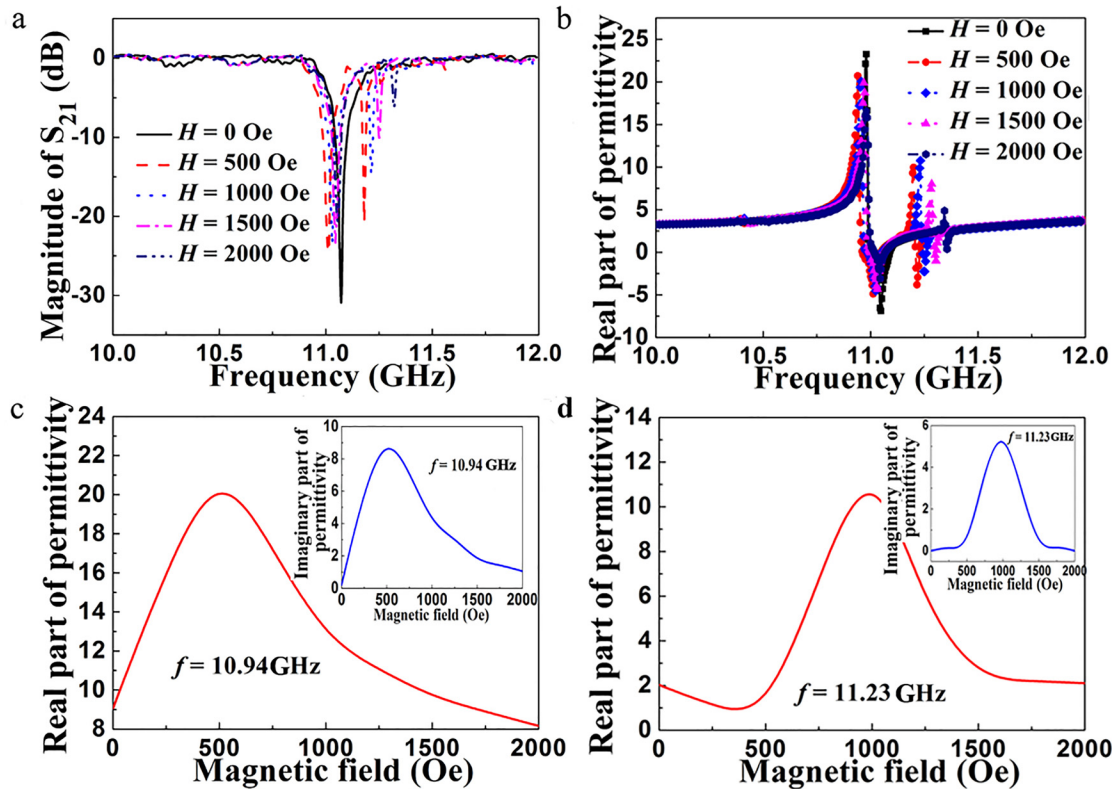 a
Magnitude of S21 (dB)
0
-10
-20
-30
H = 0 Oe
H = 500 Oe
H = 1000 Oe
H = 1500 Oe
H = 2000 Oe
10.0 10.5 11.0 11.5 12.0
Frequency (GHz)
b
Real part of permittivity
25
20
15
10
5
0
-5
-10
H = 0 Oe
H = 500 Oe
H = 1000 Oe
H = 1500 Oe
H = 2000 Oe
10.0 10.5 11.0 11.5 12.0
Frequency (GHz)
c
Real part of permittivity
24
22
20
18
16
14
12
10
8
f = 10.94GHz
0 500 1000 1500 2000
Magnetic field (Oe)
Imaginary part of
permittivity
10
8
6
4
2
0
f = 10.94 GHz
0 500 1000 1500 2000
Magnetic field (Oe)
d
Real part of permittivity
14
12
10
8
6
4
2
0
f = 11.23 GHz
0 500 1000 1500 2000
Magnetic field (Oe)
Imaginary part of
permittivity
6
4
2
0
f = 11.23GHz
0 500 1000 1500 2000
Magnetic field (Oe)